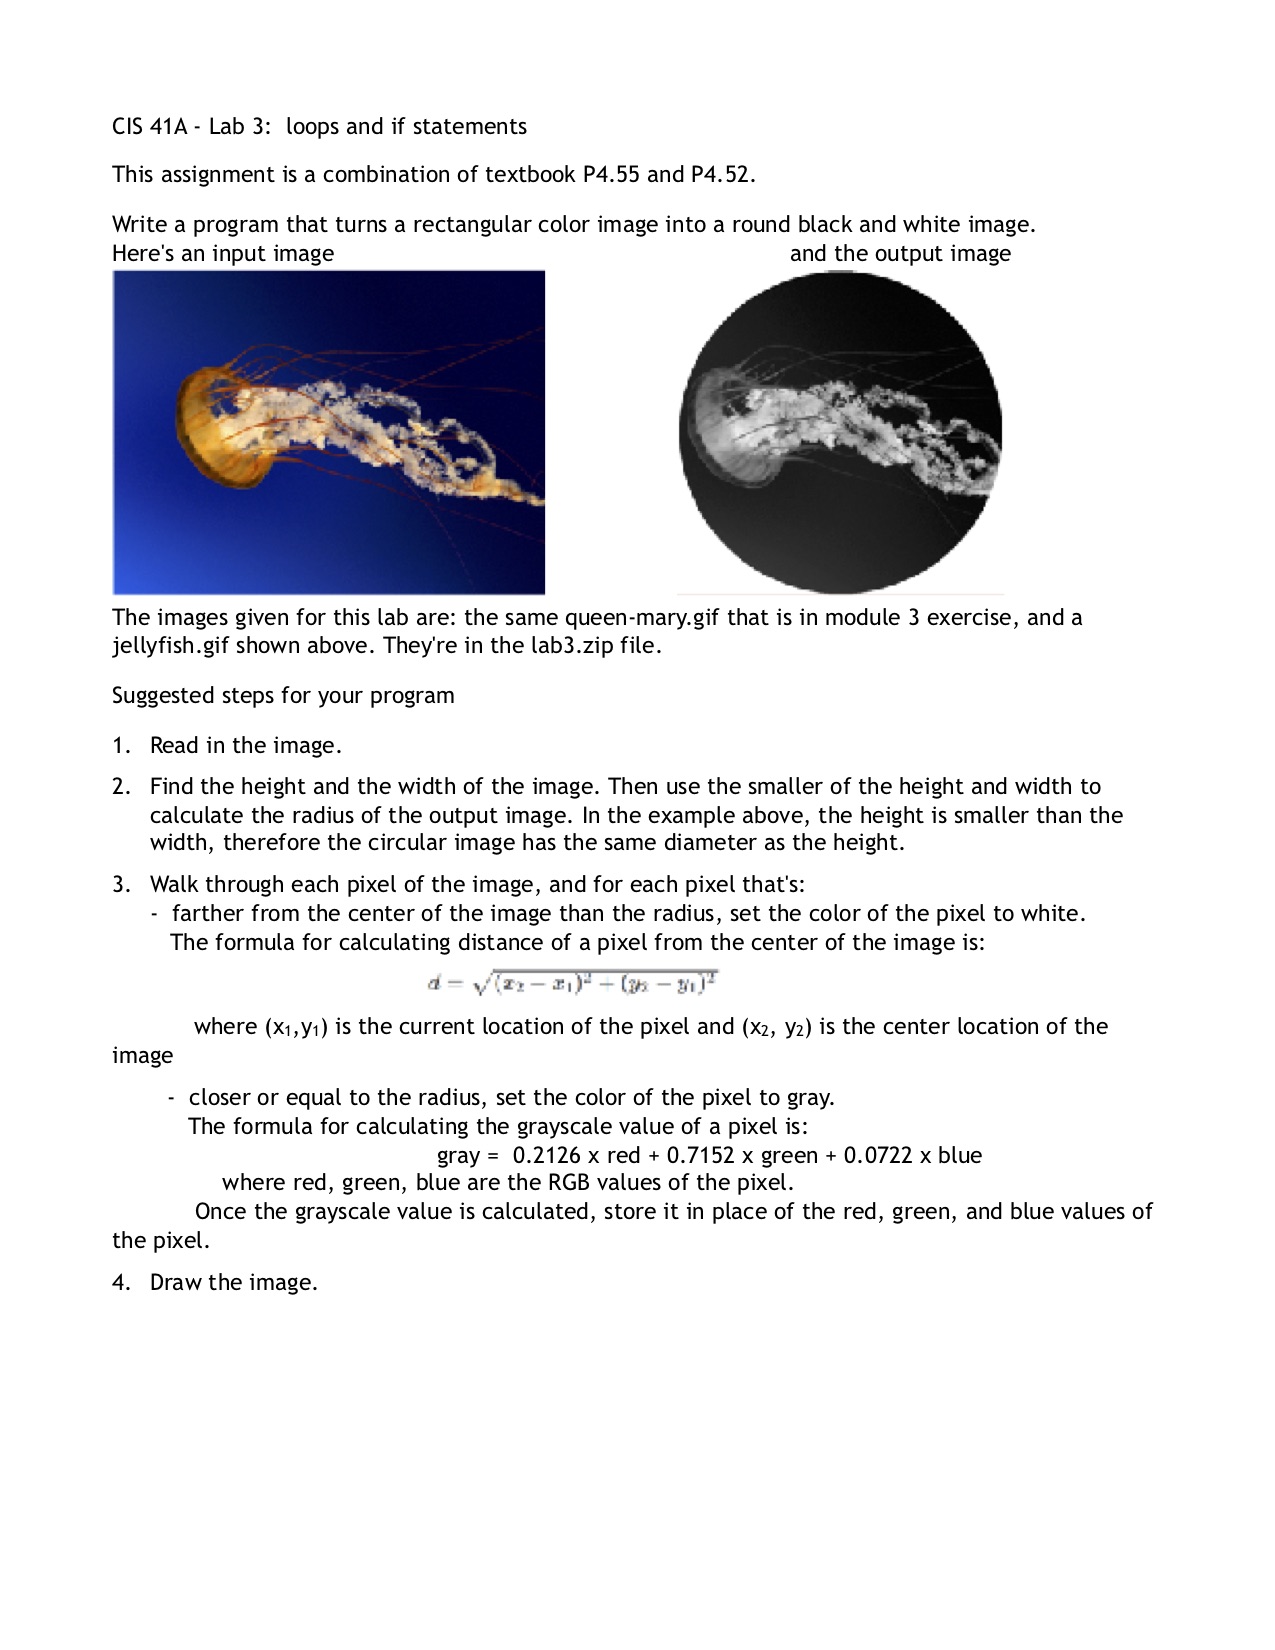 CIS 41A - Lab 3:  loops and if statements
This assignment is a combination of textbook P4.55 and P4.52.
Write a program that turns a rectangular color image into a round black and white image.
Here's an input image and the output image
The images given for this lab are: the same queen-mary.gif that is in module 3 exercise, and a
jellyfish.gif shown above. They're in the lab3.zip file.
Suggested steps for your program
1. Read in the image.
2. Find the height and the width of the image. Then use the smaller of the height and width to
calculate the radius of the output image. In the example above, the height is smaller than the
width, therefore the circular image has the same diameter as the height.
3. Walk through each pixel of the image, and for each pixel that's:
- farther from the center of the image than the radius, set the color of the pixel to white.
The formula for calculating distance of a pixel from the center of the image is:
d = √(x₂ − x₁)² + (y₂ − y₁)²
where (x₁,y₁) is the current location of the pixel and (x₂, y₂) is the center location of the
image
- closer or equal to the radius, set the color of the pixel to gray.
The formula for calculating the grayscale value of a pixel is:
gray =  0.2126 x red + 0.7152 x green + 0.0722 x blue
where red, green, blue are the RGB values of the pixel.
Once the grayscale value is calculated, store it in place of the red, green, and blue values of
the pixel.
4. Draw the image.